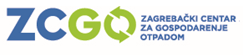 ZCGO
ZAGREBAČKI CENTAR
ZA GOSPODARENJE
OTPADOM